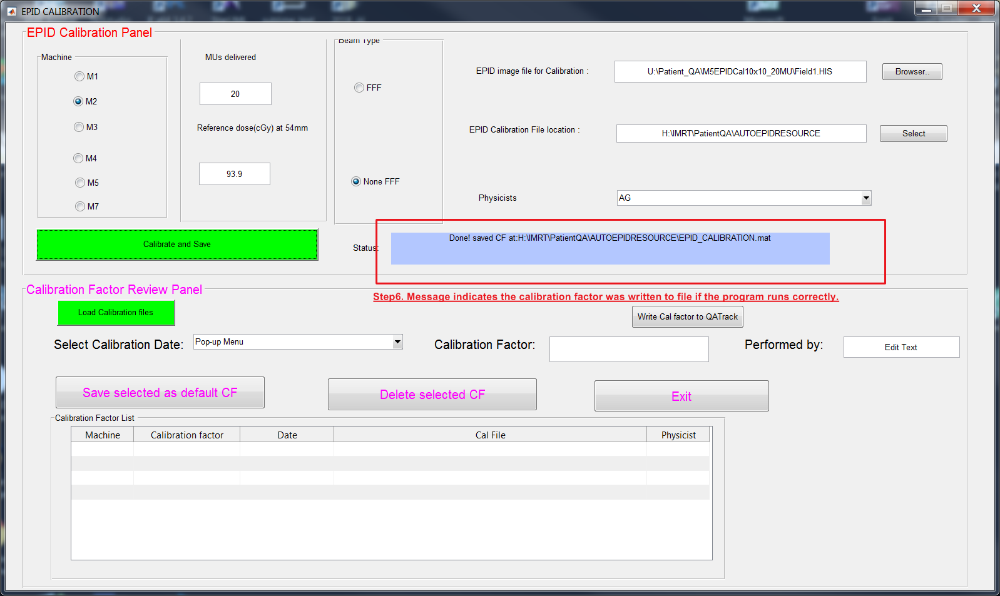 EPID CALIBRATION
EPID Calibration Panel
Machine
M1
M2
M3
M4
M5
M7
MUs delivered
20
Reference dose(cGy) at 54mm
93.9
Beam Type
FFF
None FFF
EPID image file for Calibration :
U:\Patient_QA\M5EPIDCal10x10_20MU\Field1.HIS
Browser..
EPID Calibration File location :
H:\IMRT\PatientQA\AUTOEPIDRESOURCE
Select
Physicists
AG
Calibrate and Save
Status:
Done! saved CF at:H:\IMRT\PatientQA\AUTOEPIDRESOURCE\EPID_CALIBRATION.mat
Step6. Message indicates the calibration factor was written to file if the program runs correctly.
Calibration Factor Review Panel
Load Calibration files
Write Cal factor to QATrack
Select Calibration Date:
Pop-up Menu
Calibration Factor:
Performed by:
Edit Text
Save selected as default CF
Delete selected CF
Exit
Calibration Factor List
Machine Calibration factor Date Cal File Physicist